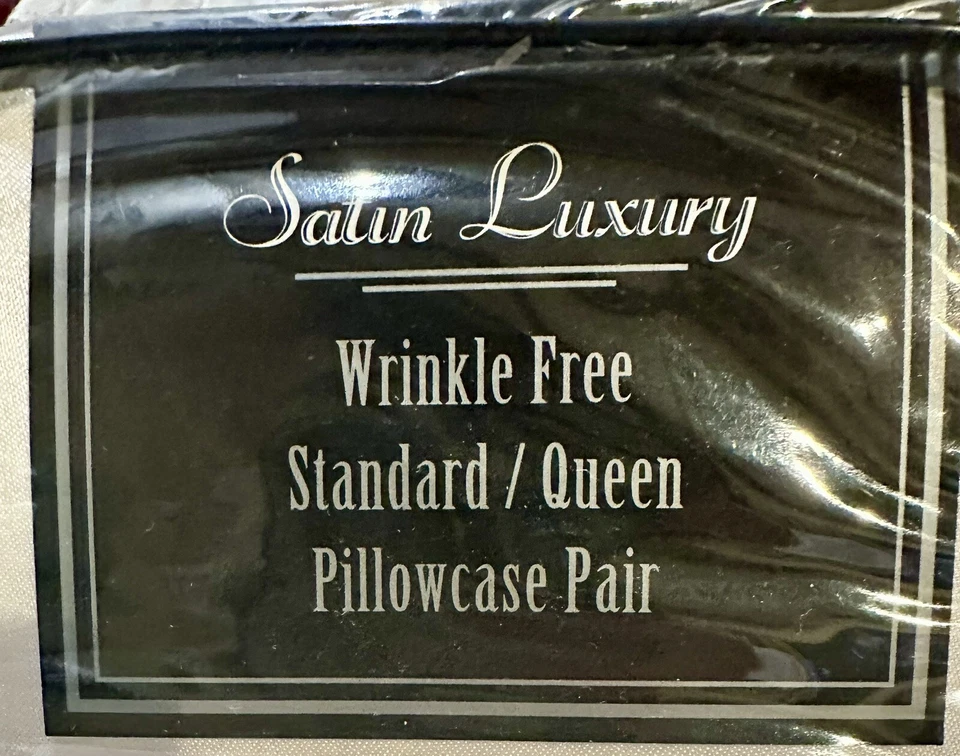 Satin Luxury
Wrinkle Free
Standard / Queen
Pillowcase Pair